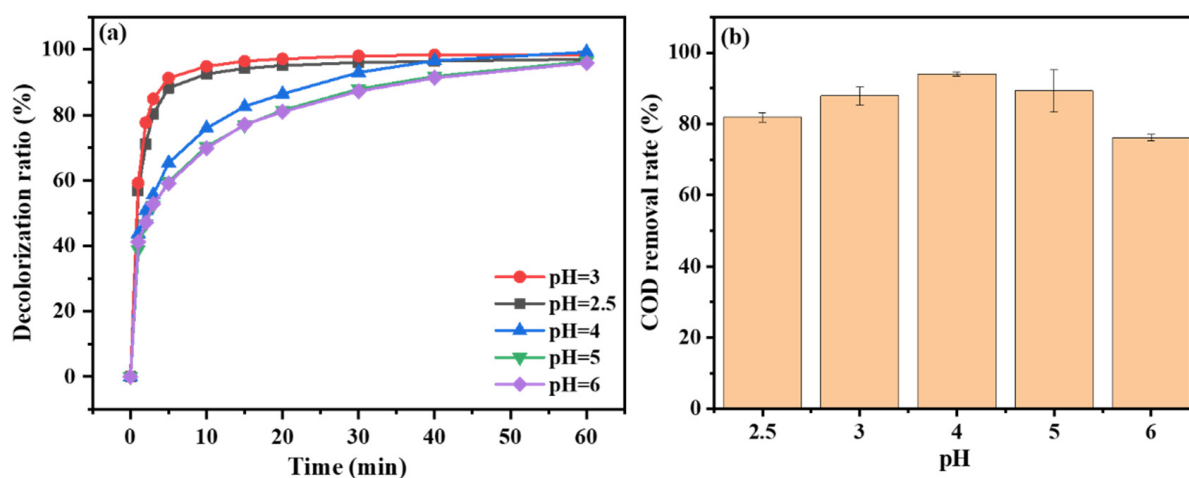 (a)
Decolorization ratio (%)
100
80
60
40
20
0
pH=3
pH=2.5
pH=4
pH=5
pH=6
0 10 20 30 40 50 60
Time (min)
(b)
COD removal rate (%)
100
80
60
40
20
0
2.5 3 4 5 6
pH